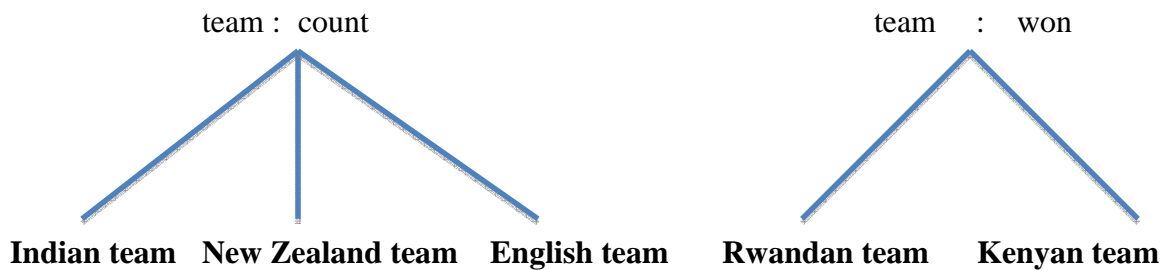 team : count
team : won
Indian team New Zealand team English team
Rwandan team Kenyan team